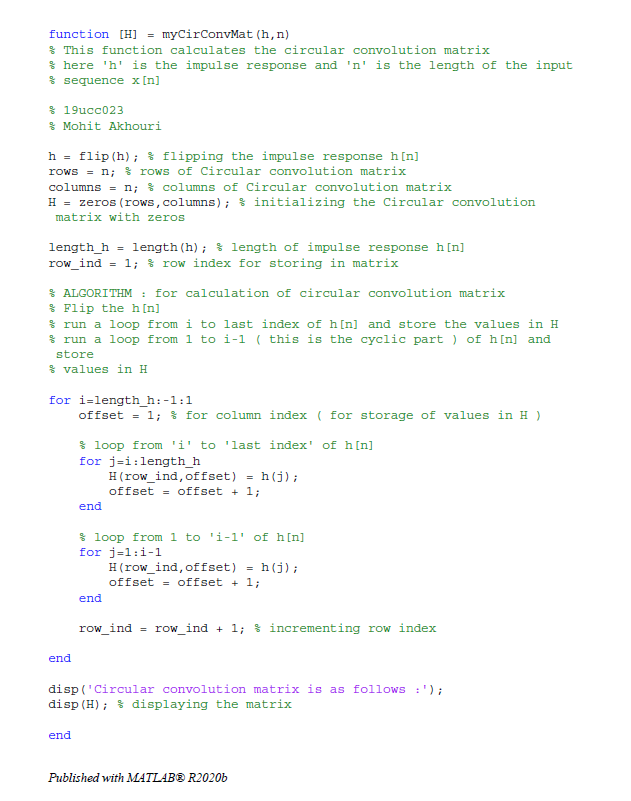 function [H] = myCirConvMat(h,n)
% This function calculates the circular convolution matrix
% here 'h' is the impulse response and 'n' is the length of the input
% sequence x[n]
% 19ucc023
% Mohit Akhouri
h = flip(h); % flipping the impulse response h[n]
rows = n; % rows of Circular convolution matrix
columns = n; % columns of Circular convolution matrix
H = zeros(rows,columns); % initializing the Circular convolution
matrix with zeros
length_h = length(h); % length of impulse response h[n]
row_ind = 1; % row index for storing in matrix
% ALGORITHM : for calculation of circular convolution matrix
% Flip the h[n]
% run a loop from i to last index of h[n] and store the values in H
% run a loop from 1 to i-1 ( this is the cyclic part ) of h[n] and
store
% values in H
for i=length_h:-1:1
offset = 1; % for column index ( for storage of values in H )
% loop from 'i' to 'last index' of h[n]
for j=i:length_h
H(row_ind,offset) = h(j);
offset = offset + 1;
end
% loop from 1 to 'i-1' of h[n]
for j=1:i-1
H(row_ind,offset) = h(j);
offset = offset + 1;
end
row_ind = row_ind + 1; % incrementing row index
end
disp('Circular convolution matrix is as follows :');
disp(H); % displaying the matrix
end
Published with MATLAB® R2020b